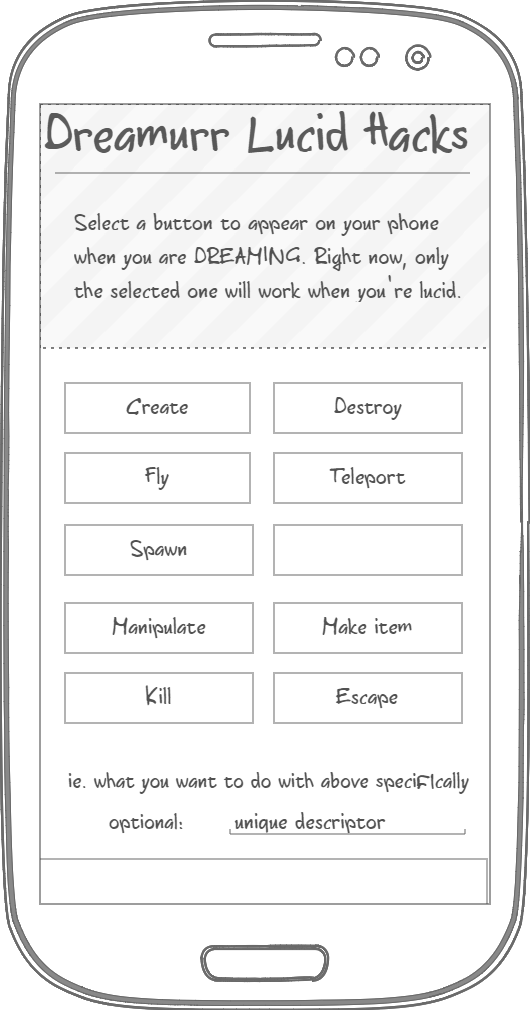 Dreamurr Lucid Hacks
Select a button to appear on your phone
when you are DREAMING. Right now, only
the selected one will work when you're lucid.
Create
Destroy
Fly
Teleport
Spawn
Manipulate
Make item
Kill
Escape
ie. what you want to do with above speciFIcally
optional: unique descriptor